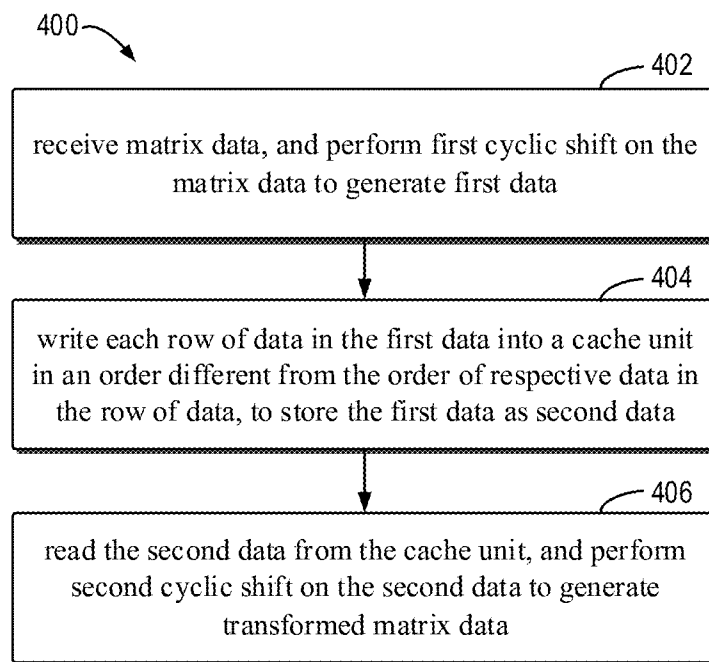 400
402
receive matrix data, and perform first cyclic shift on the
matrix data to generate first data
404
write each row of data in the first data into a cache unit
in an order different from the order of respective data in
the row of data, to store the first data as second data
406
read the second data from the cache unit, and perform
second cyclic shift on the second data to generate
transformed matrix data